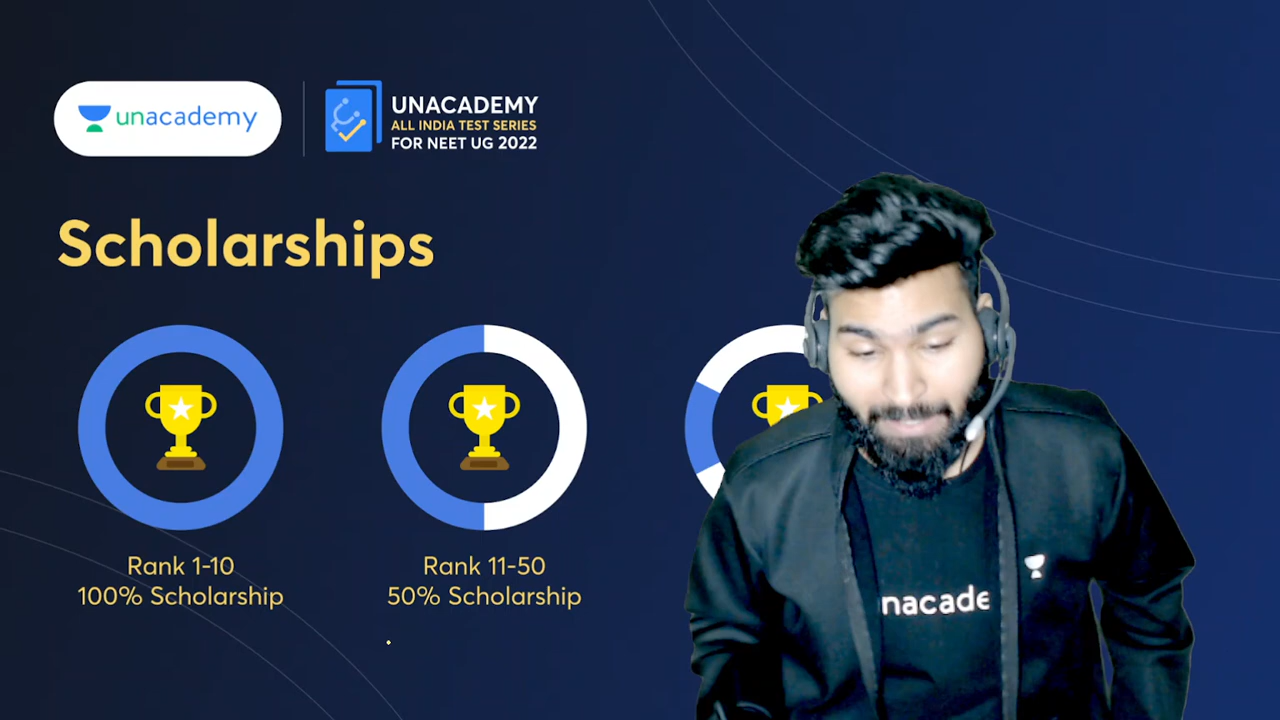 unacademy
UNACADEMY
ALL INDIA TEST SERIES
FOR NEET UG 2022
Scholarships
Rank 1-10
100% Scholarship
Rank 11-50
50% Scholarship
nacade